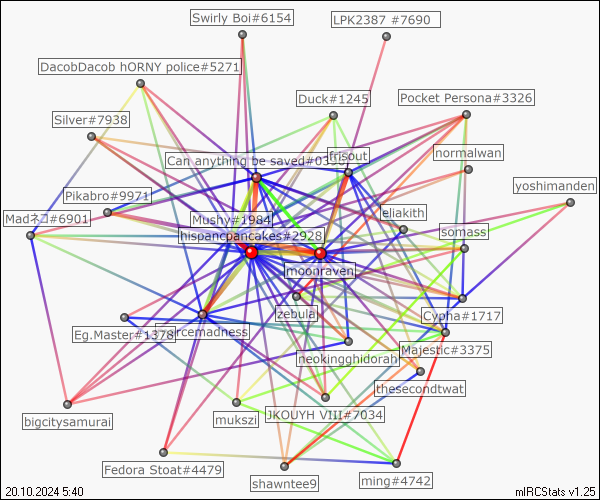 Swirly Boi#6154
LPK2387 #7690
DacobDacob hORNY police#5271
Duck#1245
Pocket Persona#3326
Silver#7938
frisout
normalwan
Can anything be saved#03
yoshimanden
Pikabro#9971
eliakith
Madネコ#6901
Mushy#1984
somass
hispancpancakes#2928
moonraven
zebula
Cypha#1717
Eg.Master#1378
rcemadness
neokingghidorah
Majestic#3375
thesecondtwat
bigcitysamurai
mukszi
JKOUYH VIII#7034
Fedora Stoat#4479
shawntee9
ming#4742
20.10.2024 5:40
mIRCStats v1.25